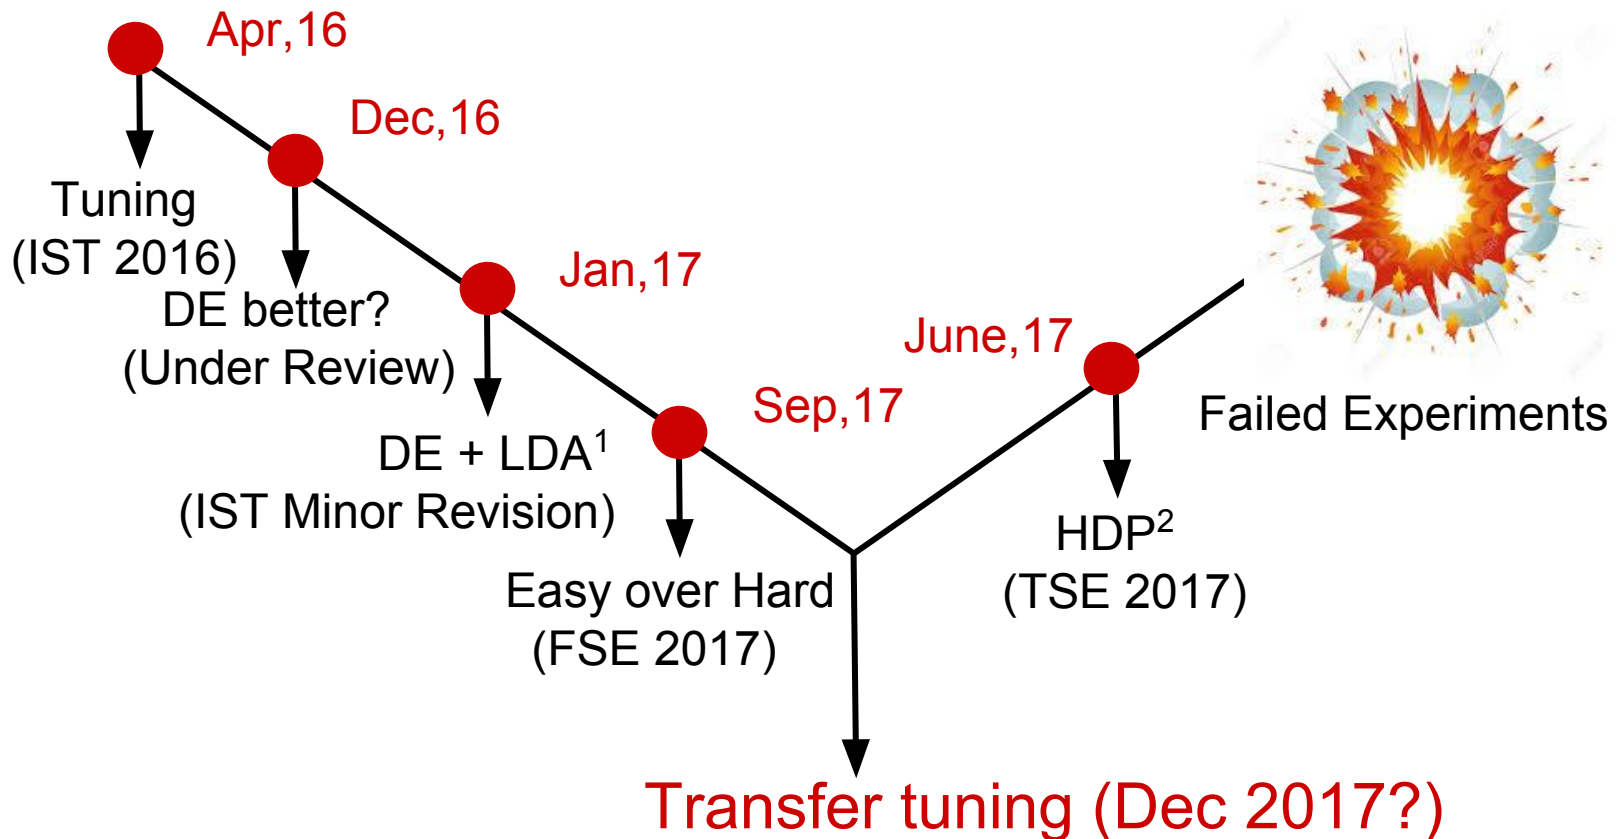 Apr,16
Dec,16
Tuning
(IST 2016)
Jan,17
DE better?
(Under Review)
June,17
Sep,17
Failed Experiments
DE + LDA¹
(IST Minor Revision)
HDP²
(TSE 2017)
Easy over Hard
(FSE 2017)
Transfer tuning (Dec 2017?)